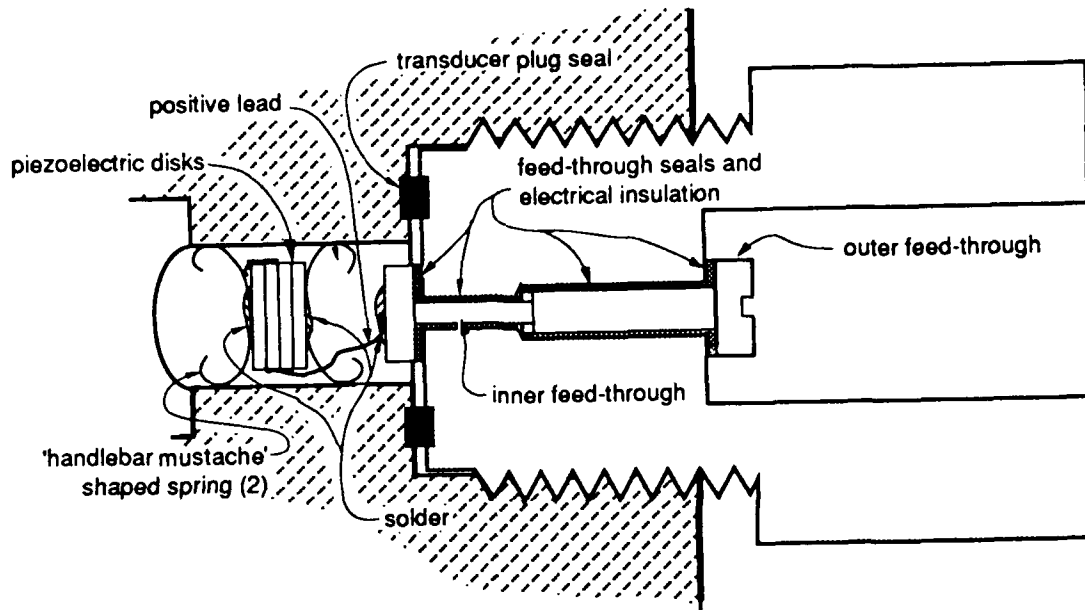 transducer plug seal
positive lead
piezoelectric disks
feed-through seals and
electrical insulation
outer feed-through
inner feed-through
'handlebar mustache'
shaped spring (2)
solder